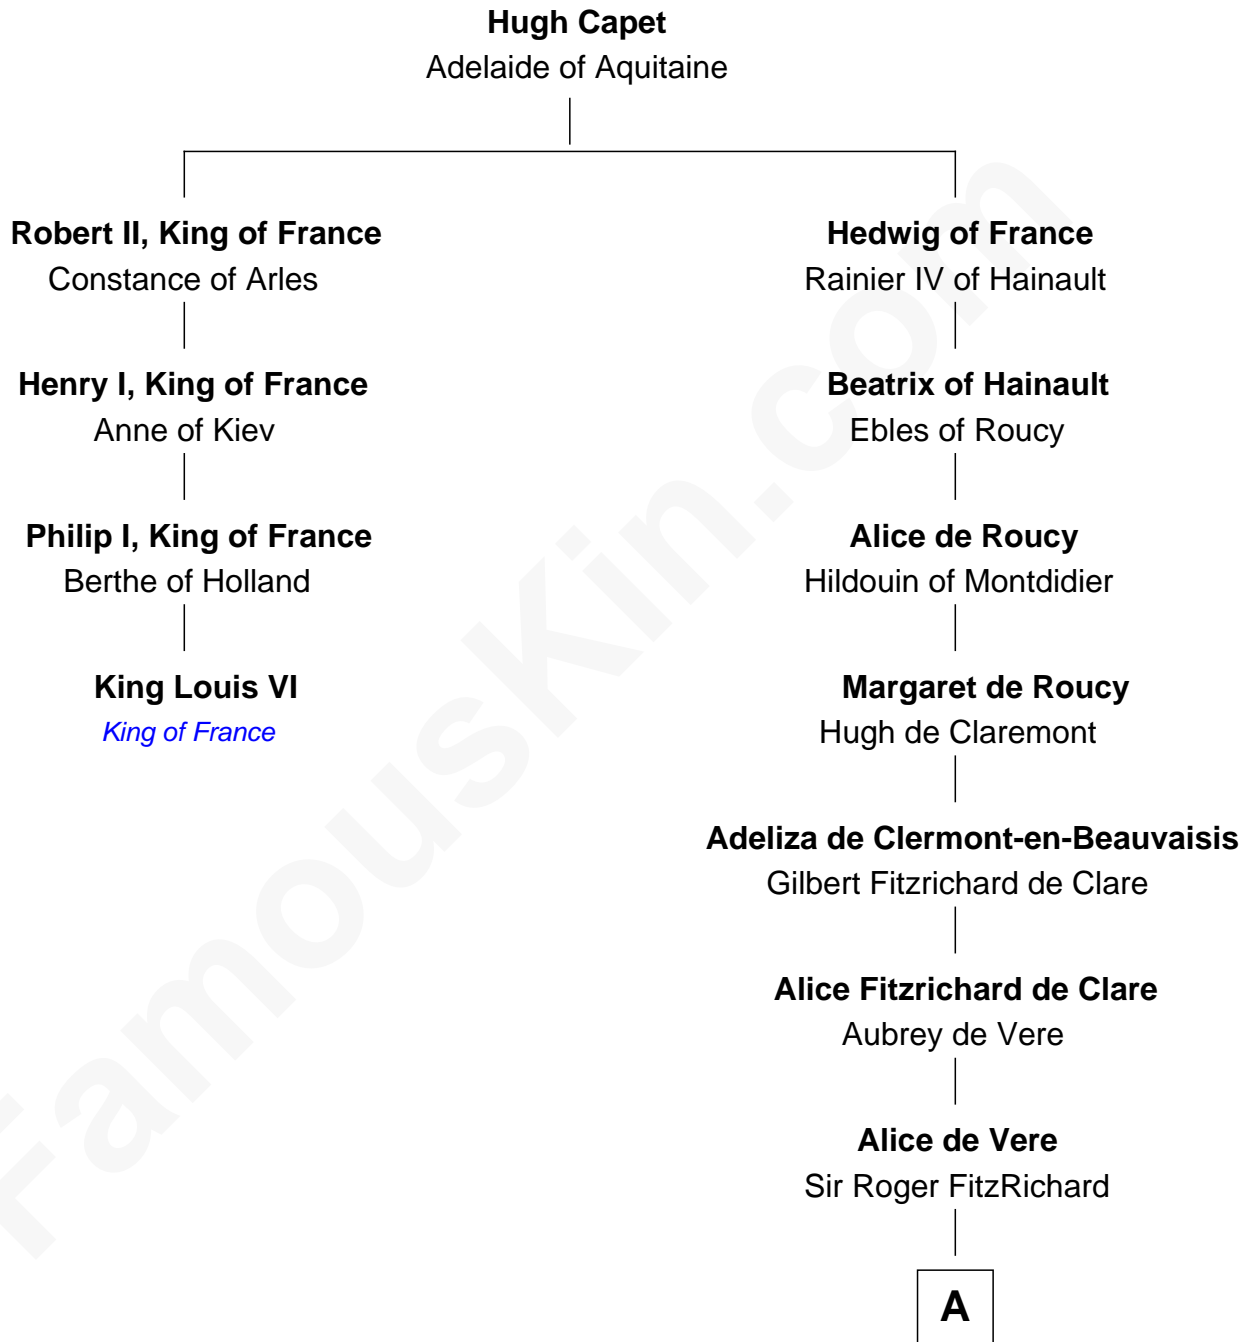 Hugh Capet
Adelaide of Aquitaine
Robert II, King of France
Constance of Arles
Hedwig of France
Rainier IV of Hainault
Henry I, King of France
Anne of Kiev
Beatrix of Hainault
Ebles of Roucy
Philip I, King of France
Berthe of Holland
Alice de Roucy
Hildouin of Montdidier
King Louis VI
King of France
Margaret de Roucy
Hugh de Claremont
Adeliza de Clermont-en-Beauvaisis
Gilbert Fitzrichard de Clare
Alice Fitzrichard de Clare
Aubrey de Vere
Alice de Vere
Sir Roger FitzRichard
A
FamousKin.com